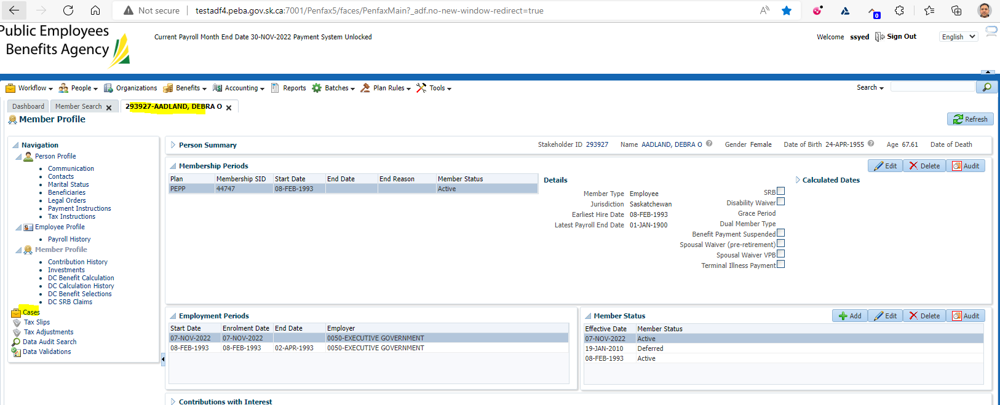 Not secure testadf4.peba.gov.sk.ca:7001/Penfax5/faces/PenfaxMain?_adf.no-new-window-redirect=true
0
Public Employees
Benefits Agency
Current Payroll Month End Date 30-NOV-2022 Payment System Unlocked
Welcome ssyed Sign Out English
Workflow People Organizations Benefits Accounting Reports Batches Plan Rules Tools Search
Dashboard Member Search 293927-AADLAND, DEBRA O
Member Profile
Refresh
Navigation
Person Profile
Communication
Contacts
Marital Status
Beneficiaries
Legal Orders
Payment Instructions
Tax Instructions
Employee Profile
Payroll History
Member Profile
Contribution History
Investments
DC Benefit Calculation
DC Calculation History
DC Benefit Selections
DC SRB Claims
Cases
Tax Slips
Tax Adjustments
Data Audit Search
Data Validations
Person Summary Stakeholder ID 293927 Name AADLAND, DEBRA O Gender Female Date of Birth 24-APR-1955 Age 67.61 Date of Death
Membership Periods Edit Delete Audit
Plan Membership SID Start Date End Date End Reason Member Status
PEPP 44747 08-FEB-1993 Active
Details
Member Type Employee
Jurisdiction Saskatchewan
Earliest Hire Date 08-FEB-1993
Latest Payroll End Date 01-JAN-1900
SRB
Disability Waiver
Grace Period
Dual Member Type
Benefit Payment Suspended
Spousal Waiver (pre-retirement)
Spousal Waiver VPB
Terminal Illness Payment
Calculated Dates
Employment Periods
Start Date Enrolment Date End Date Employer
07-NOV-2022 07-NOV-2022 0050-EXECUTIVE GOVERNMENT
08-FEB-1993 08-FEB-1993 02-APR-1993 0050-EXECUTIVE GOVERNMENT
Member Status Add Edit Delete Audit
Effective Date Member Status
07-NOV-2022 Active
19-JAN-2010 Deferred
08-FEB-1993 Active
Contributions with Interest